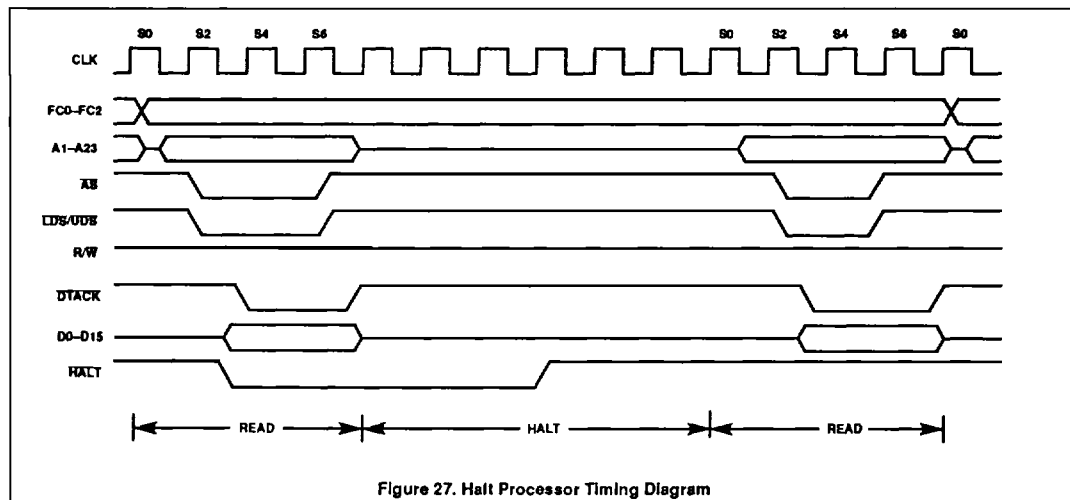 S0 S2 S4 S6 S0 S2 S4 S6 S0
CLK
FC0–FC2
A1–A23
AS
LDS/UDS
R/W
DTACK
D0–D15
HALT
READ HALT READ
Figure 27. Halt Processor Timing Diagram